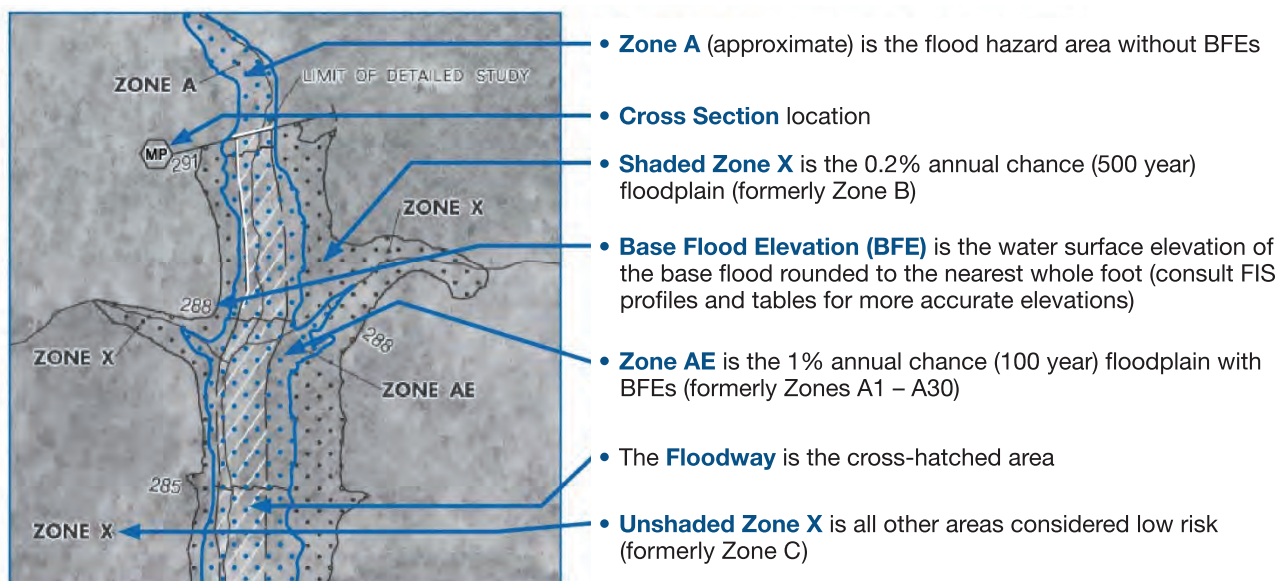 ZONE A
LIMIT OF DETAILED STUDY
MP
291
ZONE X
288
ZONE X
288
ZONE AE
285
ZONE X
• Zone A (approximate) is the flood hazard area without BFEs
• Cross Section location
• Shaded Zone X is the 0.2% annual chance (500 year)
floodplain (formerly Zone B)
• Base Flood Elevation (BFE) is the water surface elevation of
the base flood rounded to the nearest whole foot (consult FIS
profiles and tables for more accurate elevations)
• Zone AE is the 1% annual chance (100 year) floodplain with
BFEs (formerly Zones A1 – A30)
• The Floodway is the cross-hatched area
• Unshaded Zone X is all other areas considered low risk
(formerly Zone C)